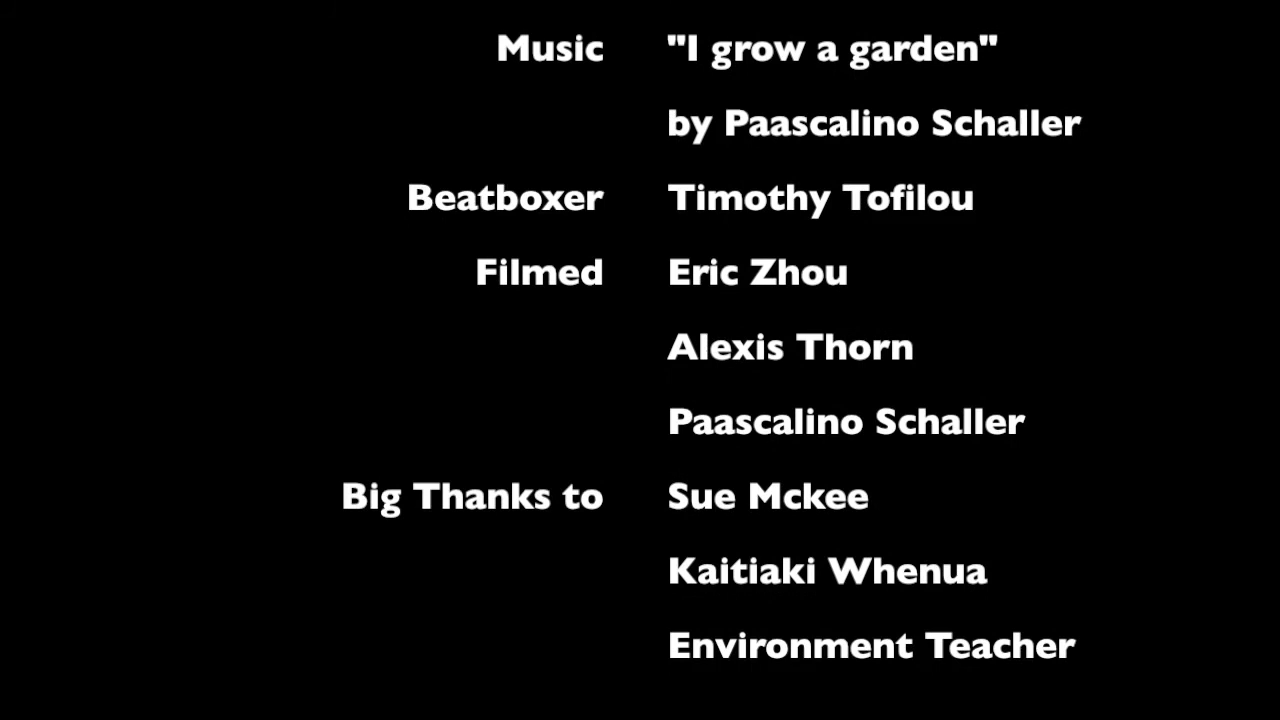 Music "I grow a garden"
by Paascalino Schaller
Beatboxer Timothy Tofilou
Filmed Eric Zhou
Alexis Thorn
Paascalino Schaller
Big Thanks to Sue Mckee
Kaitiaki Whenua
Environment Teacher